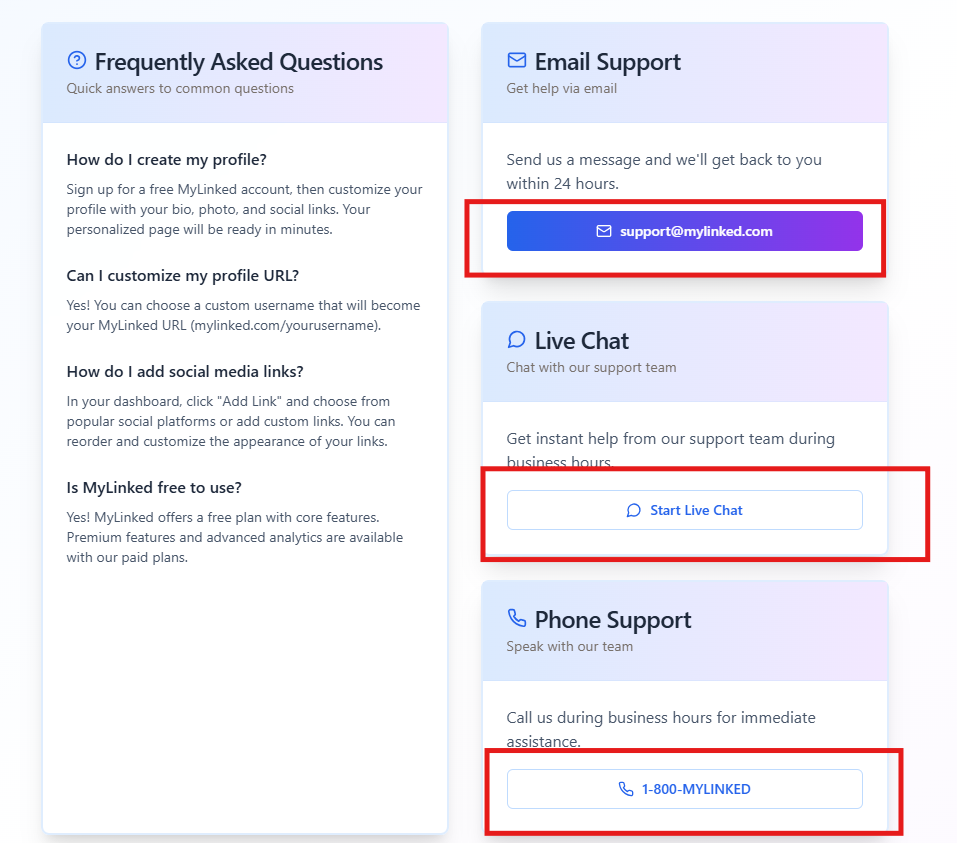 Frequently Asked Questions
Quick answers to common questions
How do I create my profile?
Sign up for a free MyLinked account, then customize your
profile with your bio, photo, and social links. Your
personalized page will be ready in minutes.
Can I customize my profile URL?
Yes! You can choose a custom username that will become
your MyLinked URL (mylinked.com/yourusername).
How do I add social media links?
In your dashboard, click "Add Link" and choose from
popular social platforms or add custom links. You can
reorder and customize the appearance of your links.
Is MyLinked free to use?
Yes! MyLinked offers a free plan with core features.
Premium features and advanced analytics are available
with our paid plans.
Email Support
Get help via email
Send us a message and we'll get back to you
within 24 hours.
support@mylinked.com
Live Chat
Chat with our support team
Get instant help from our support team during
business hours.
Start Live Chat
Phone Support
Speak with our team
Call us during business hours for immediate
assistance.
1-800-MYLINKED